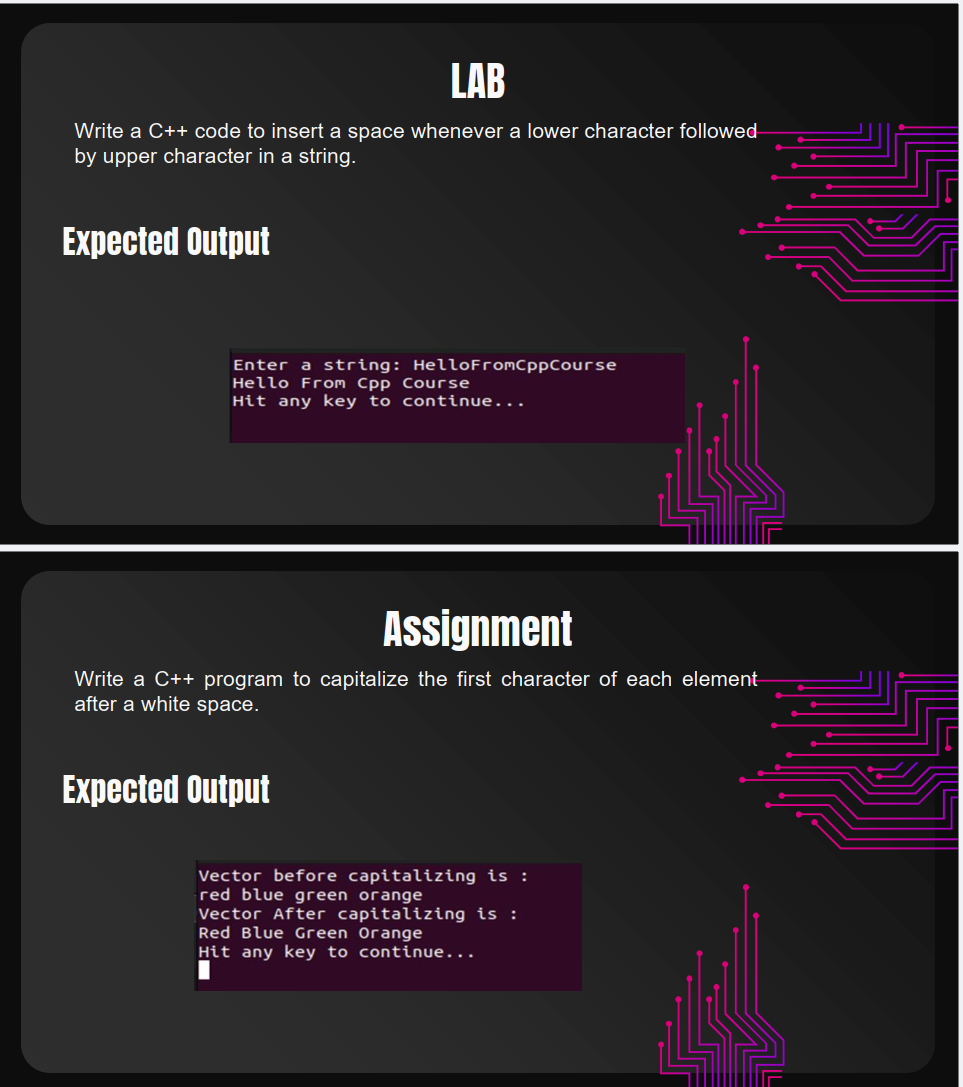 LAB
Write a C++ code to insert a space whenever a lower character followed
by upper character in a string.
Expected Output
Enter a string: HelloFromCppCourse
Hello From Cpp Course
Hit any key to continue...
Assignment
Write a C++ program to capitalize the first character of each element
after a white space.
Expected Output
Vector before capitalizing is :
red blue green orange
Vector After capitalizing is :
Red Blue Green Orange
Hit any key to continue...